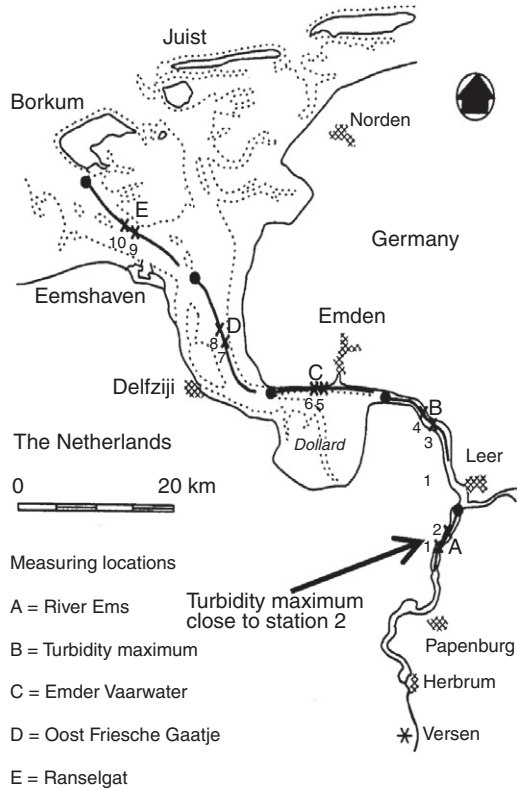 Juist
Borkum
Norden
E
10
9
Germany
Eemshaven
Emden
D
8
7
C
Delfziji
6 5
B
4
3
The Netherlands
Dollard
Leer
1
0 20 km
2
1 A
Measuring locations
Turbidity maximum
close to station 2
A = River Ems
Papenburg
B = Turbidity maximum
Herbrum
C = Emder Vaarwater
Versen
D = Oost Friesche Gaatje
E = Ranselgat